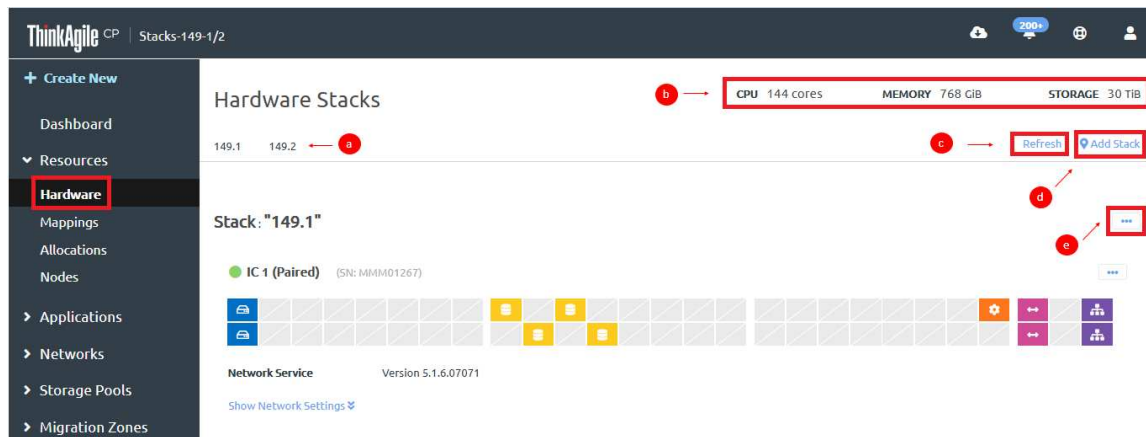 ThinkAgile CP | Stacks-149-1/2
200+
+ Create New
Dashboard
Resources
Hardware
Mappings
Allocations
Nodes
Applications
Networks
Storage Pools
Migration Zones
Hardware Stacks
b
CPU 144 cores MEMORY 768 GiB STORAGE 30 TiB
149.1 149.2 a
c Refresh Add Stack
d
Stack: "149.1" ...
e
IC 1 (Paired) (SN: MMM01267) ...
Network Service Version 5.1.6.07071
Show Network Settings